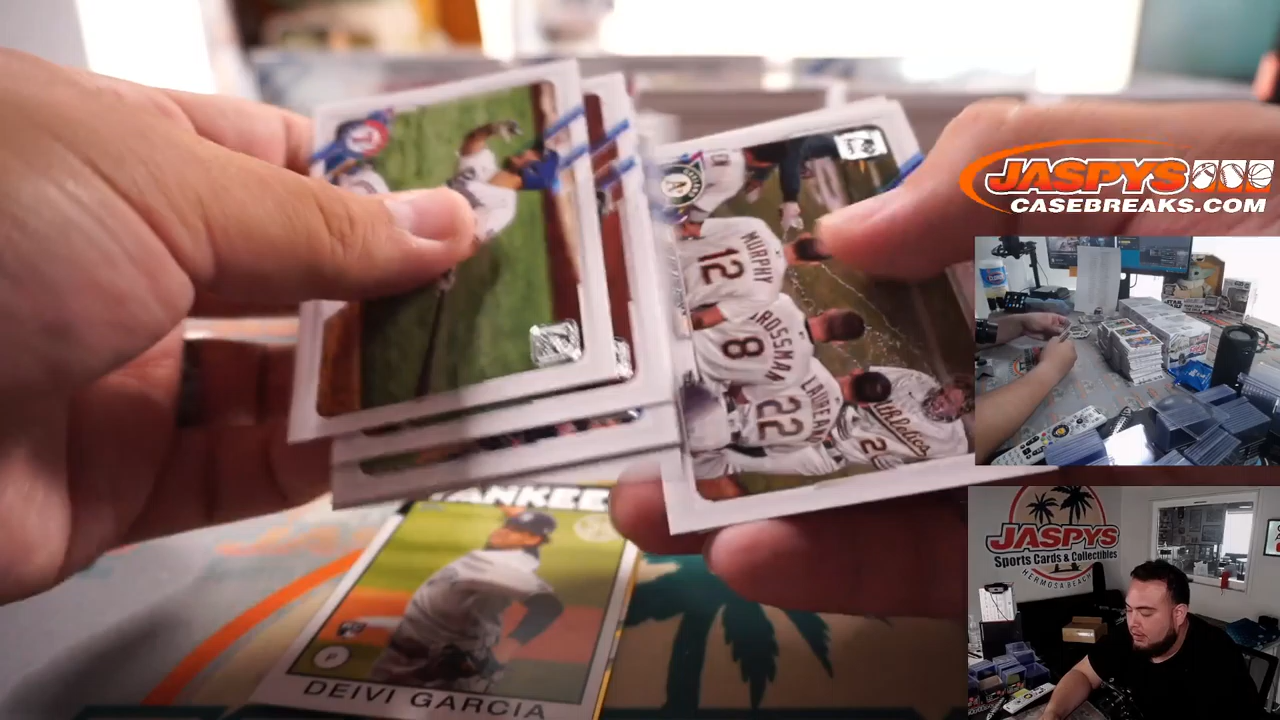 JASPYS
CASEBREAKS.COM
MURPHY
12
GROSSMAN
8
LAUREANO
22
Athletics
2
YANKEES
DEIVI GARCIA
P
JASPYS
Sports Cards & Collectibles
HERMOSA BEACH